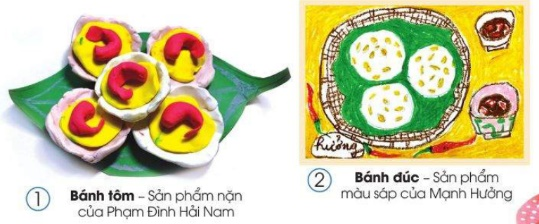 Hưởng
1 Bánh tôm – Sản phẩm nặn
của Phạm Đình Hải Nam
2 Bánh đúc – Sản phẩm
màu sáp của Mạnh Hưởng